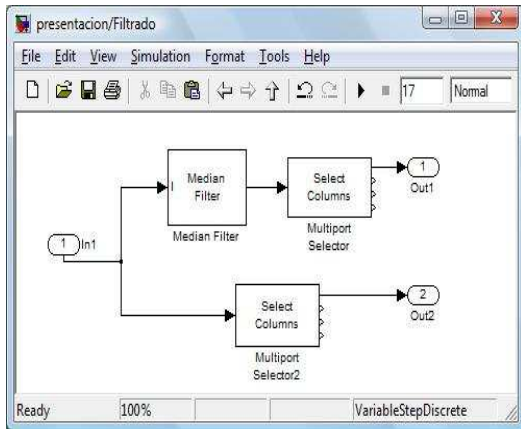 presentacion/Filtrado
File Edit View Simulation Format Tools Help
17 Normal
I
Median
Filter
Median Filter
Select
Columns
Multiport
Selector
1
Out1
1
In1
Select
Columns
Multiport
Selector2
2
Out2
Ready 100% VariableStepDiscrete